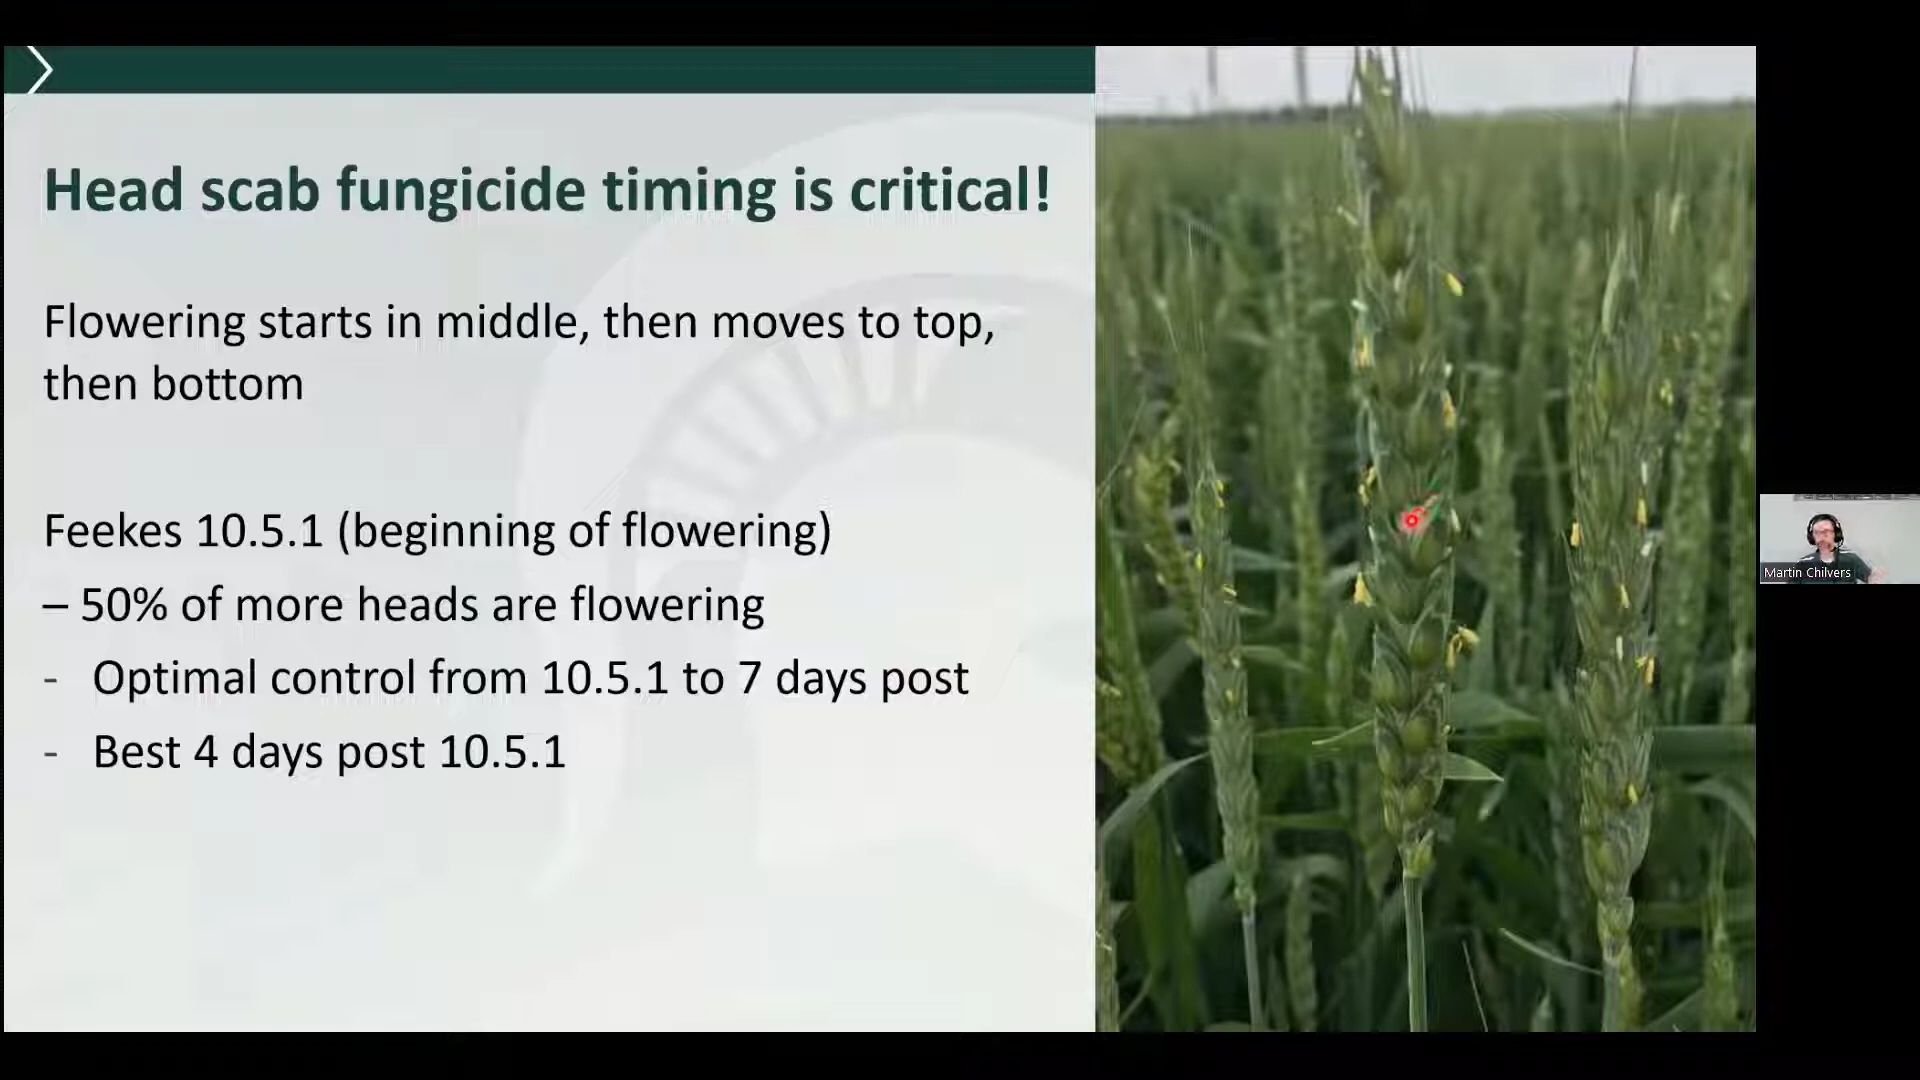 Head scab fungicide timing is critical!
Flowering starts in middle, then moves to top,
then bottom
Feekes 10.5.1 (beginning of flowering)
– 50% of more heads are flowering
- Optimal control from 10.5.1 to 7 days post
- Best 4 days post 10.5.1
Martin Chilvers